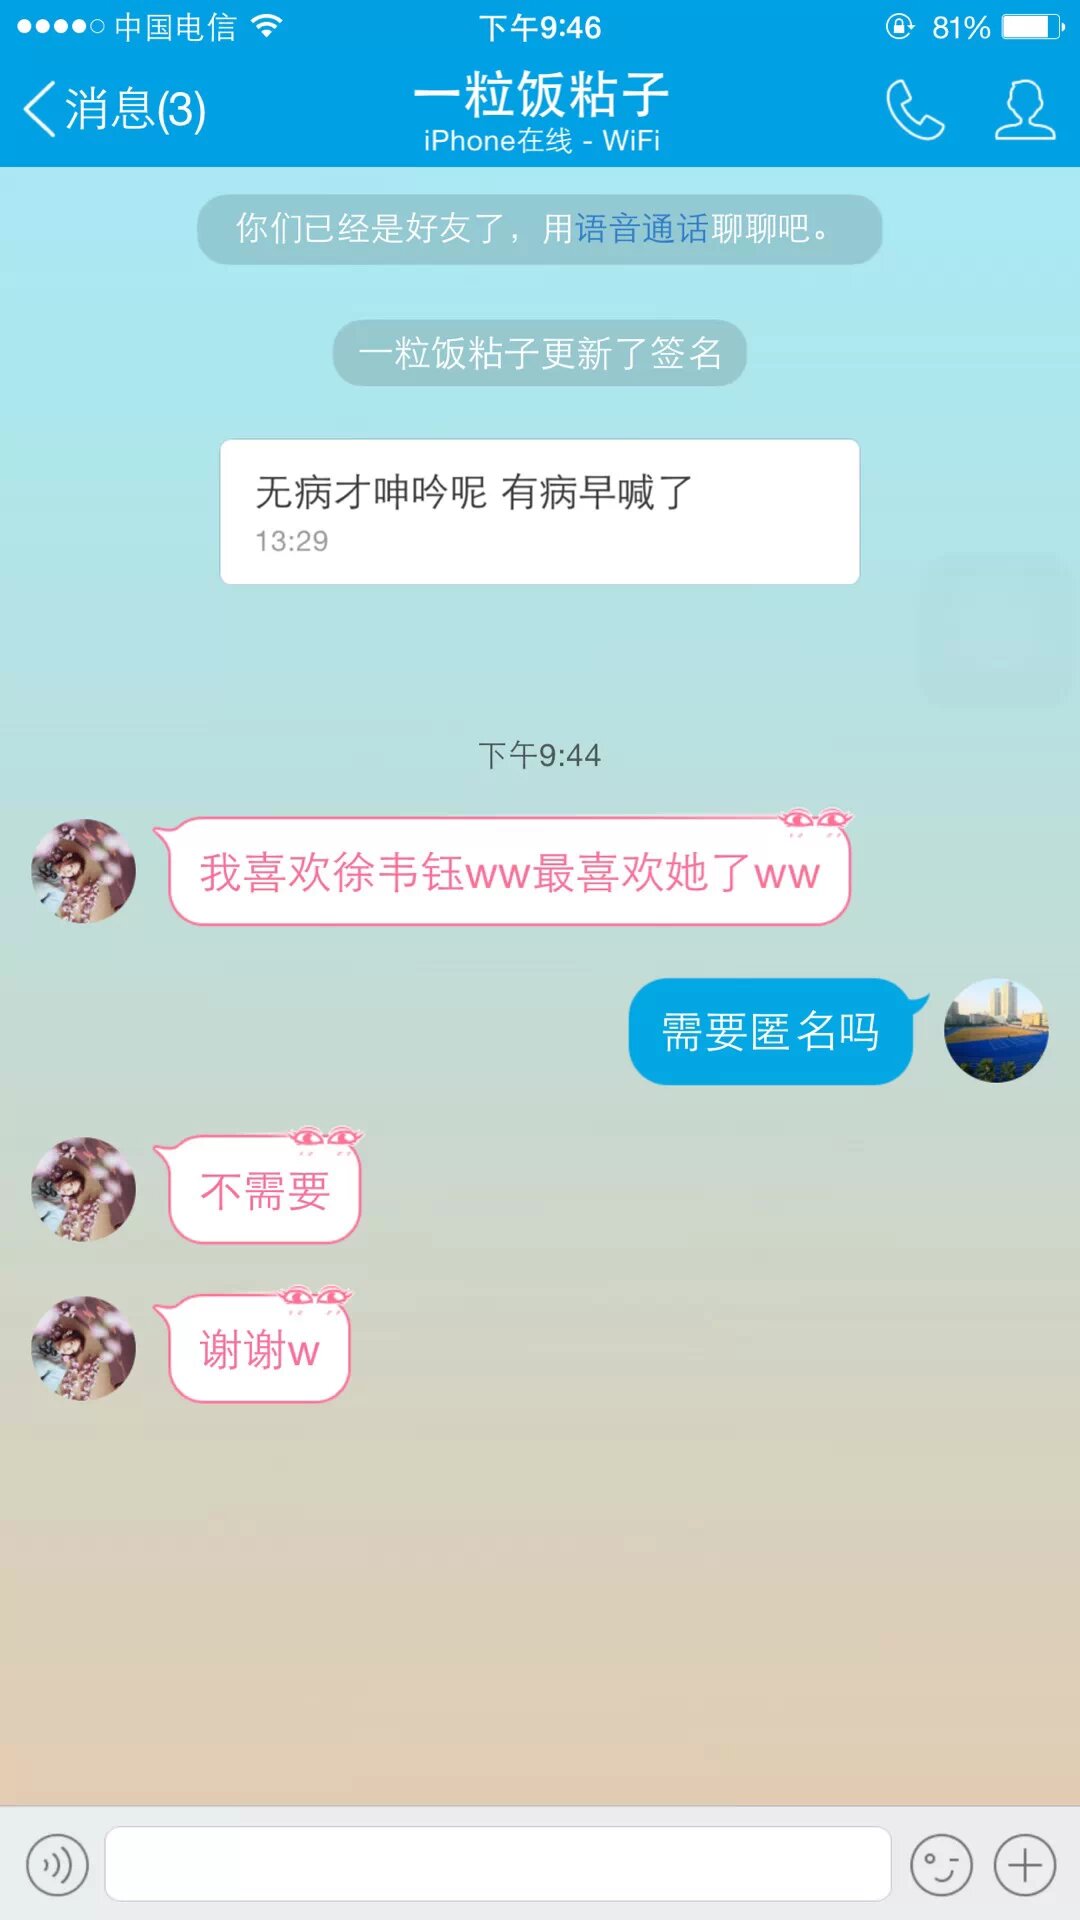 中国电信 下午9:46 81%
消息(3) 一粒饭粘子
iPhone在线 - WiFi
你们已经是好友了，用语音通话聊聊吧。
一粒饭粘子更新了签名
无病才呻吟呢 有病早喊了
13:29
下午9:44
我喜欢徐韦钰ww最喜欢她了ww
需要匿名吗
不需要
谢谢w